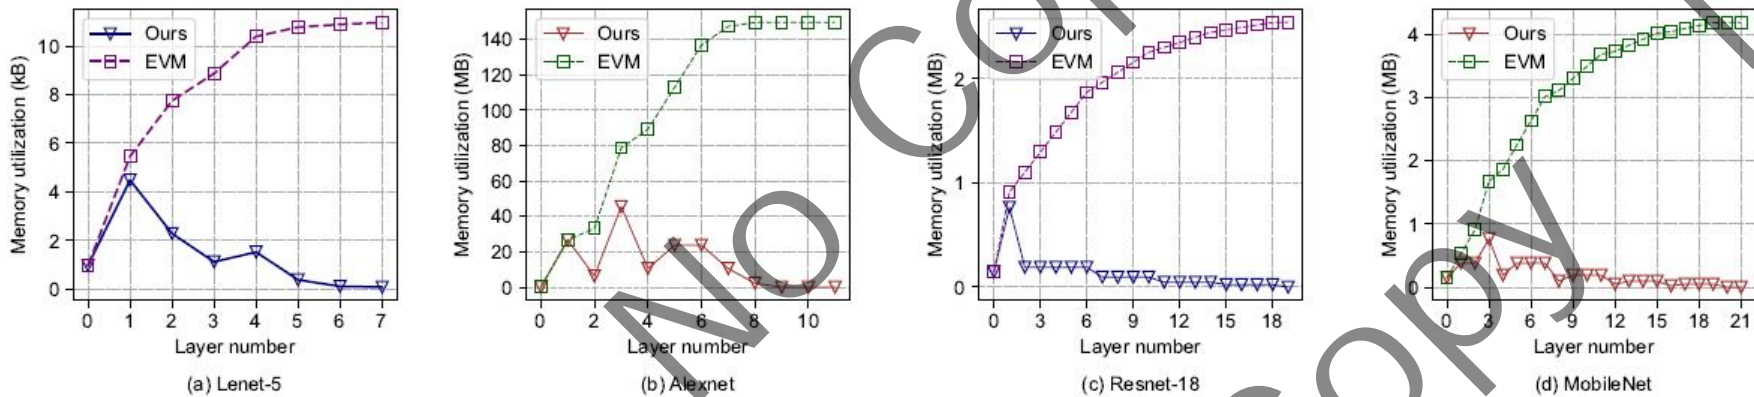 Memory utilization (kB)
10
8
6
4
2
0
Ours
EVM
0 1 2 3 4 5 6 7
Layer number
(a) Lenet-5
Memory utilization (MB)
140
120
100
80
60
40
20
0
Ours
EVM
0 2 4 6 8 10
Layer number
(b) Alexnet
Memory utilization (MB)
2
1
0
Ours
EVM
0 3 6 9 12 15 18
Layer number
(c) Resnet-18
Memory utilization (MB)
4
3
2
1
0
Ours
EVM
0 3 6 9 12 15 18 21
Layer number
(d) MobileNet
No Co
Copy